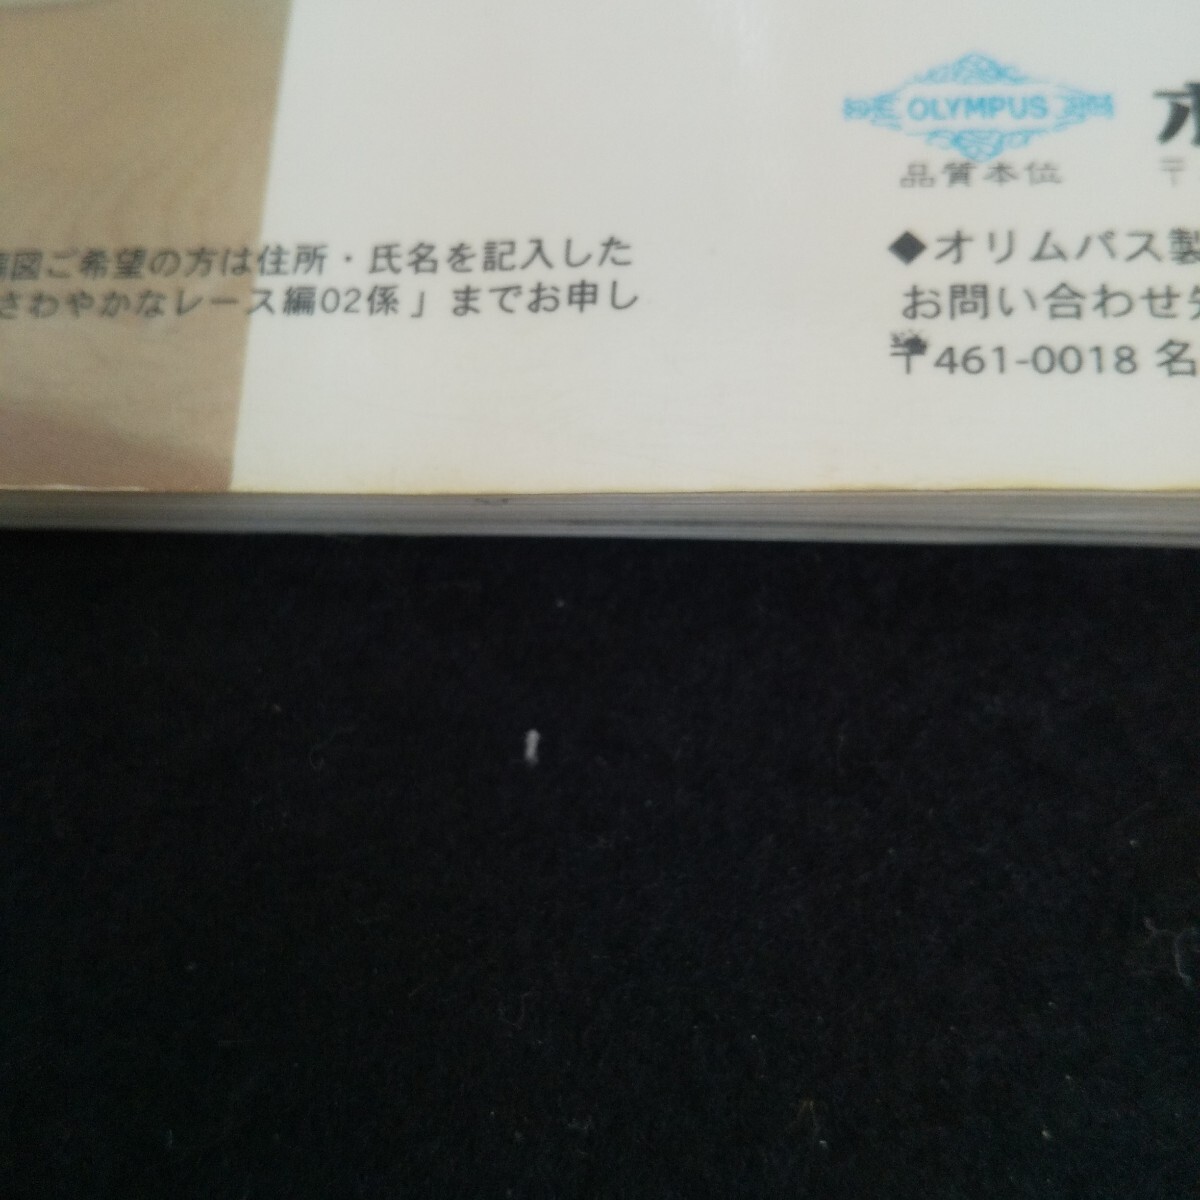 図ご希望の方は住所・氏名を記入した
さわやかなレース編02係」までお申し
OLYMPUS
品質本位
〒
◆オリムパス製
お問い合わせ
〒461-0018 名